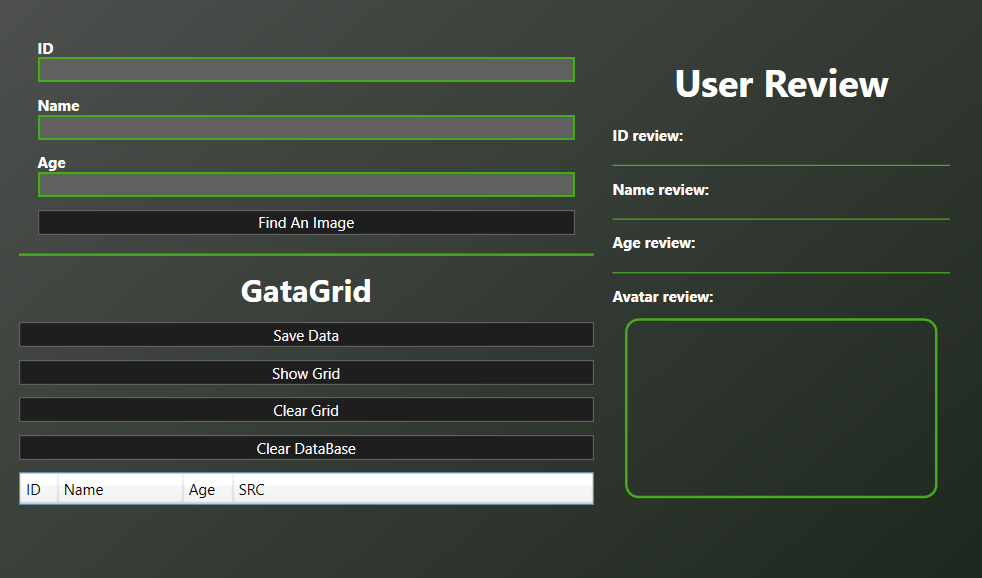 ID
Name
Age
Find An Image
GataGrid
Save Data
Show Grid
Clear Grid
Clear DataBase
ID Name Age SRC
User Review
ID review:
Name review:
Age review:
Avatar review: